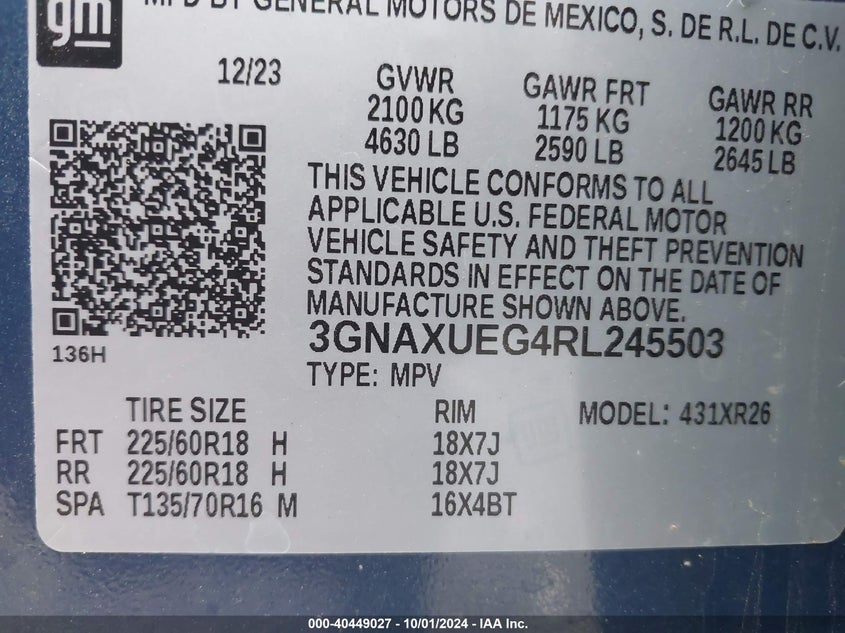 gm
MFD BY GENERAL MOTORS DE MEXICO, S. DE R.L. DE C.V.
12/23 GVWR GAWR FRT GAWR RR
2100 KG 1175 KG 1200 KG
4630 LB 2590 LB 2645 LB
THIS VEHICLE CONFORMS TO ALL
APPLICABLE U.S. FEDERAL MOTOR
VEHICLE SAFETY AND THEFT PREVENTION
STANDARDS IN EFFECT ON THE DATE OF
MANUFACTURE SHOWN ABOVE.
3GNAXUEG4RL245503
136H
TYPE: MPV
TIRE SIZE RIM MODEL: 431XR26
FRT 225/60R18 H 18X7J
RR 225/60R18 H 18X7J
SPA T135/70R16 M 16X4BT
000-40449027 - 10/01/2024 - IAA Inc.